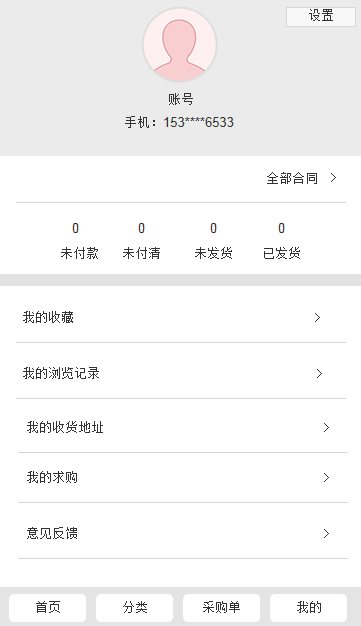 设置
账号
手机：153****6533
全部合同
0 0 0 0
未付款 未付清 未发货 已发货
我的收藏
我的浏览记录
我的收货地址
我的求购
意见反馈
首页 分类 采购单 我的